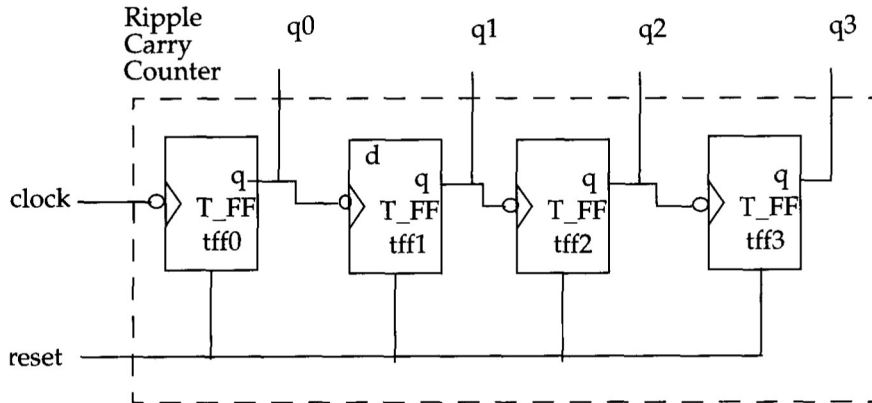 Ripple
Carry
Counter
q0
q1
q2
q3
d
q
q
q
q
clock
T_FF
T_FF
T_FF
T_FF
tff0
tff1
tff2
tff3
reset